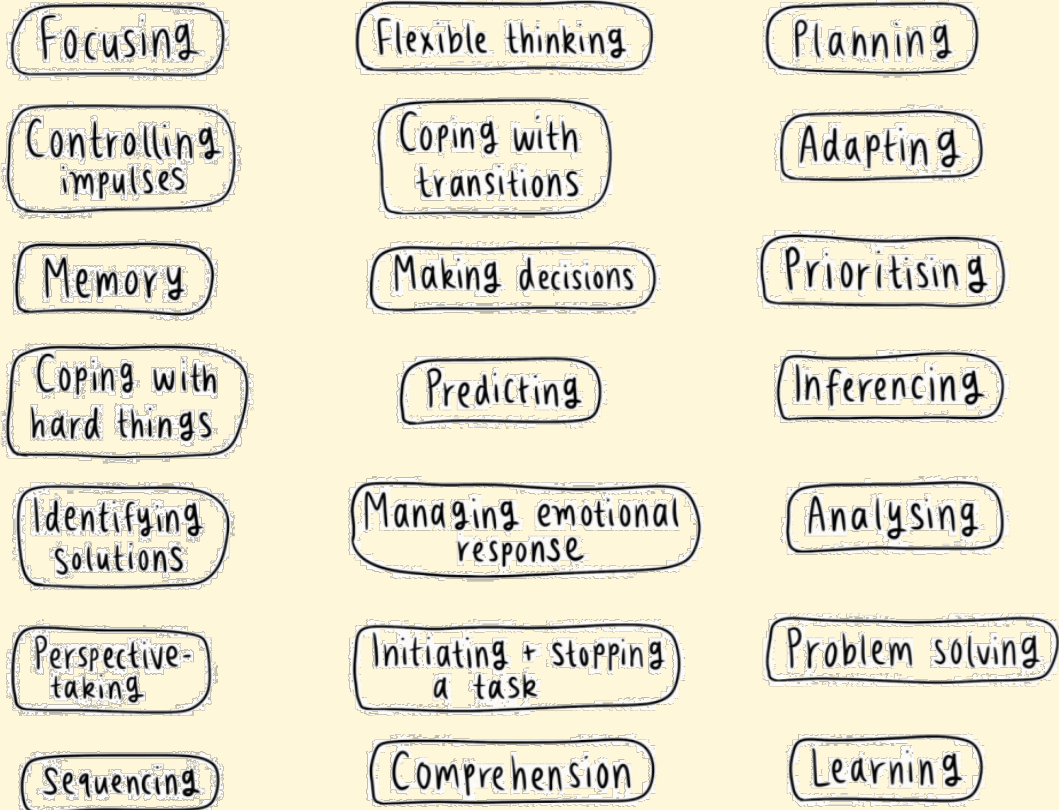 Focusing
Flexible thinking
Planning
Controlling
impulses
Coping with
transitions
Adapting
Memory
Making decisions
Prioritising
Coping with
hard things
Predicting
Inferencing
Identifying
solutions
Managing emotional
response
Analysing
Perspective-
taking
Initiating + stopping
a task
Problem solving
Sequencing
Comprehension
Learning